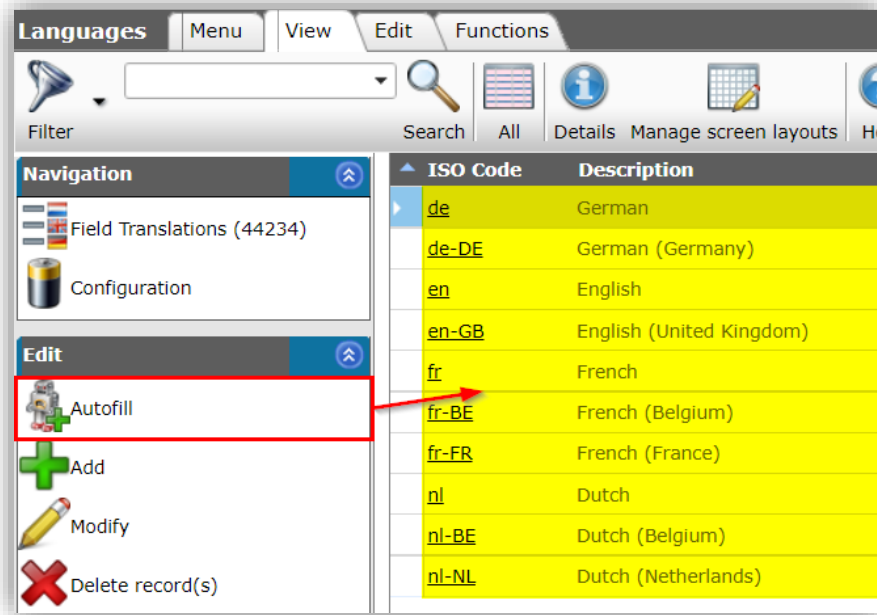 Languages Menu View Edit Functions
Filter Search All Details Manage screen layouts
Navigation
Field Translations (44234)
Configuration
Edit
Autofill
Add
Modify
Delete record(s)
ISO Code Description
de German
de-DE German (Germany)
en English
en-GB English (United Kingdom)
fr French
fr-BE French (Belgium)
fr-FR French (France)
nl Dutch
nl-BE Dutch (Belgium)
nl-NL Dutch (Netherlands)